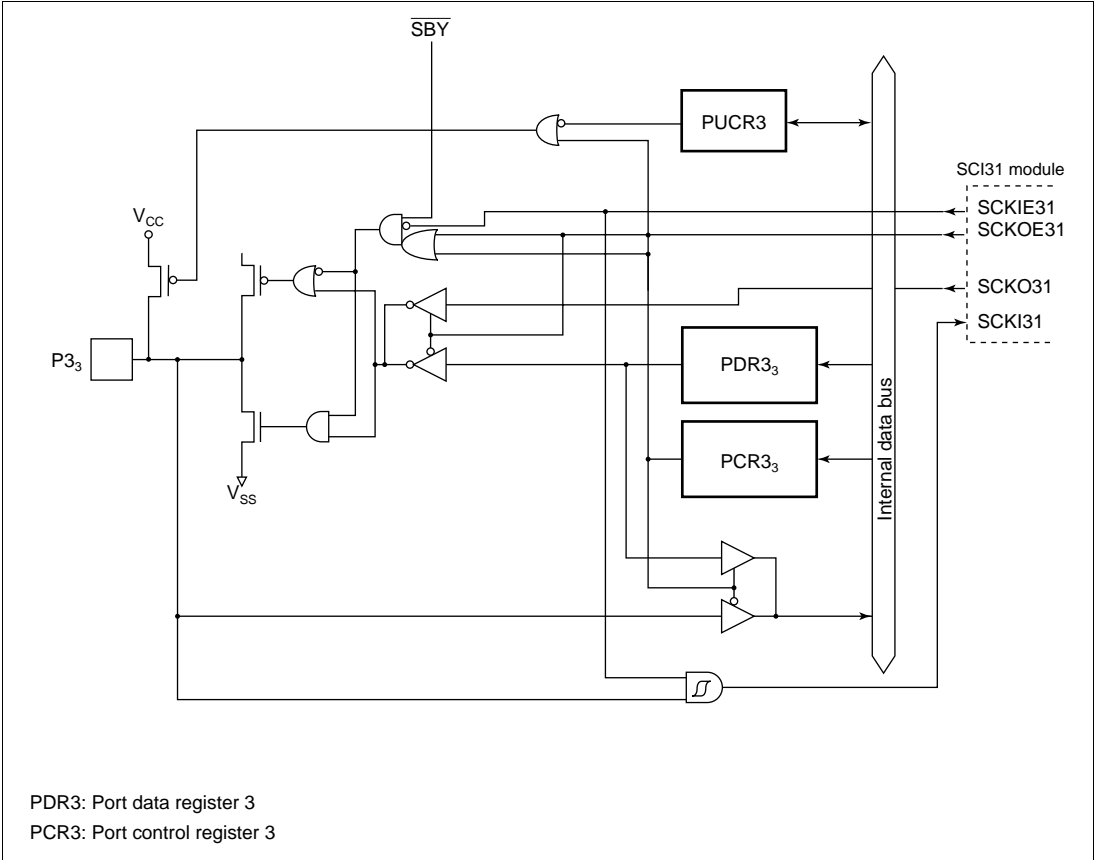 SBY
PUCR3
SCI31 module
SCKIE31
VCC
SCKOE31
SCKO31
SCKI31
P33
PDR33
Internal data bus
PCR33
VSS
PDR3: Port data register 3
PCR3: Port control register 3